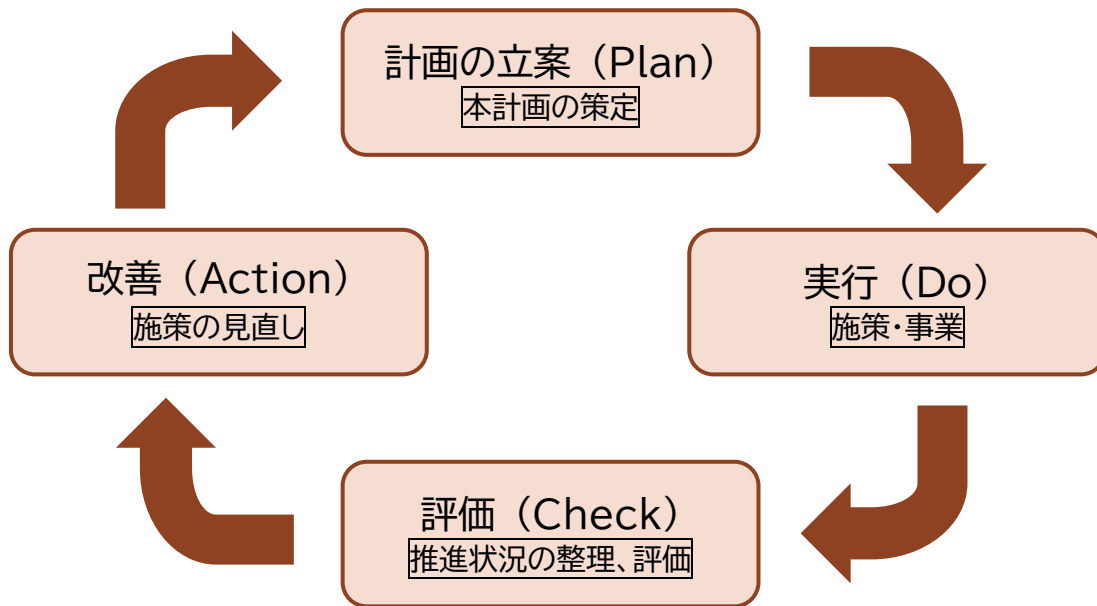 計画の立案（Plan）
本計画の策定
改善（Action）
施策の見直し
実行（Do）
施策・事業
評価（Check）
推進状況の整理、評価